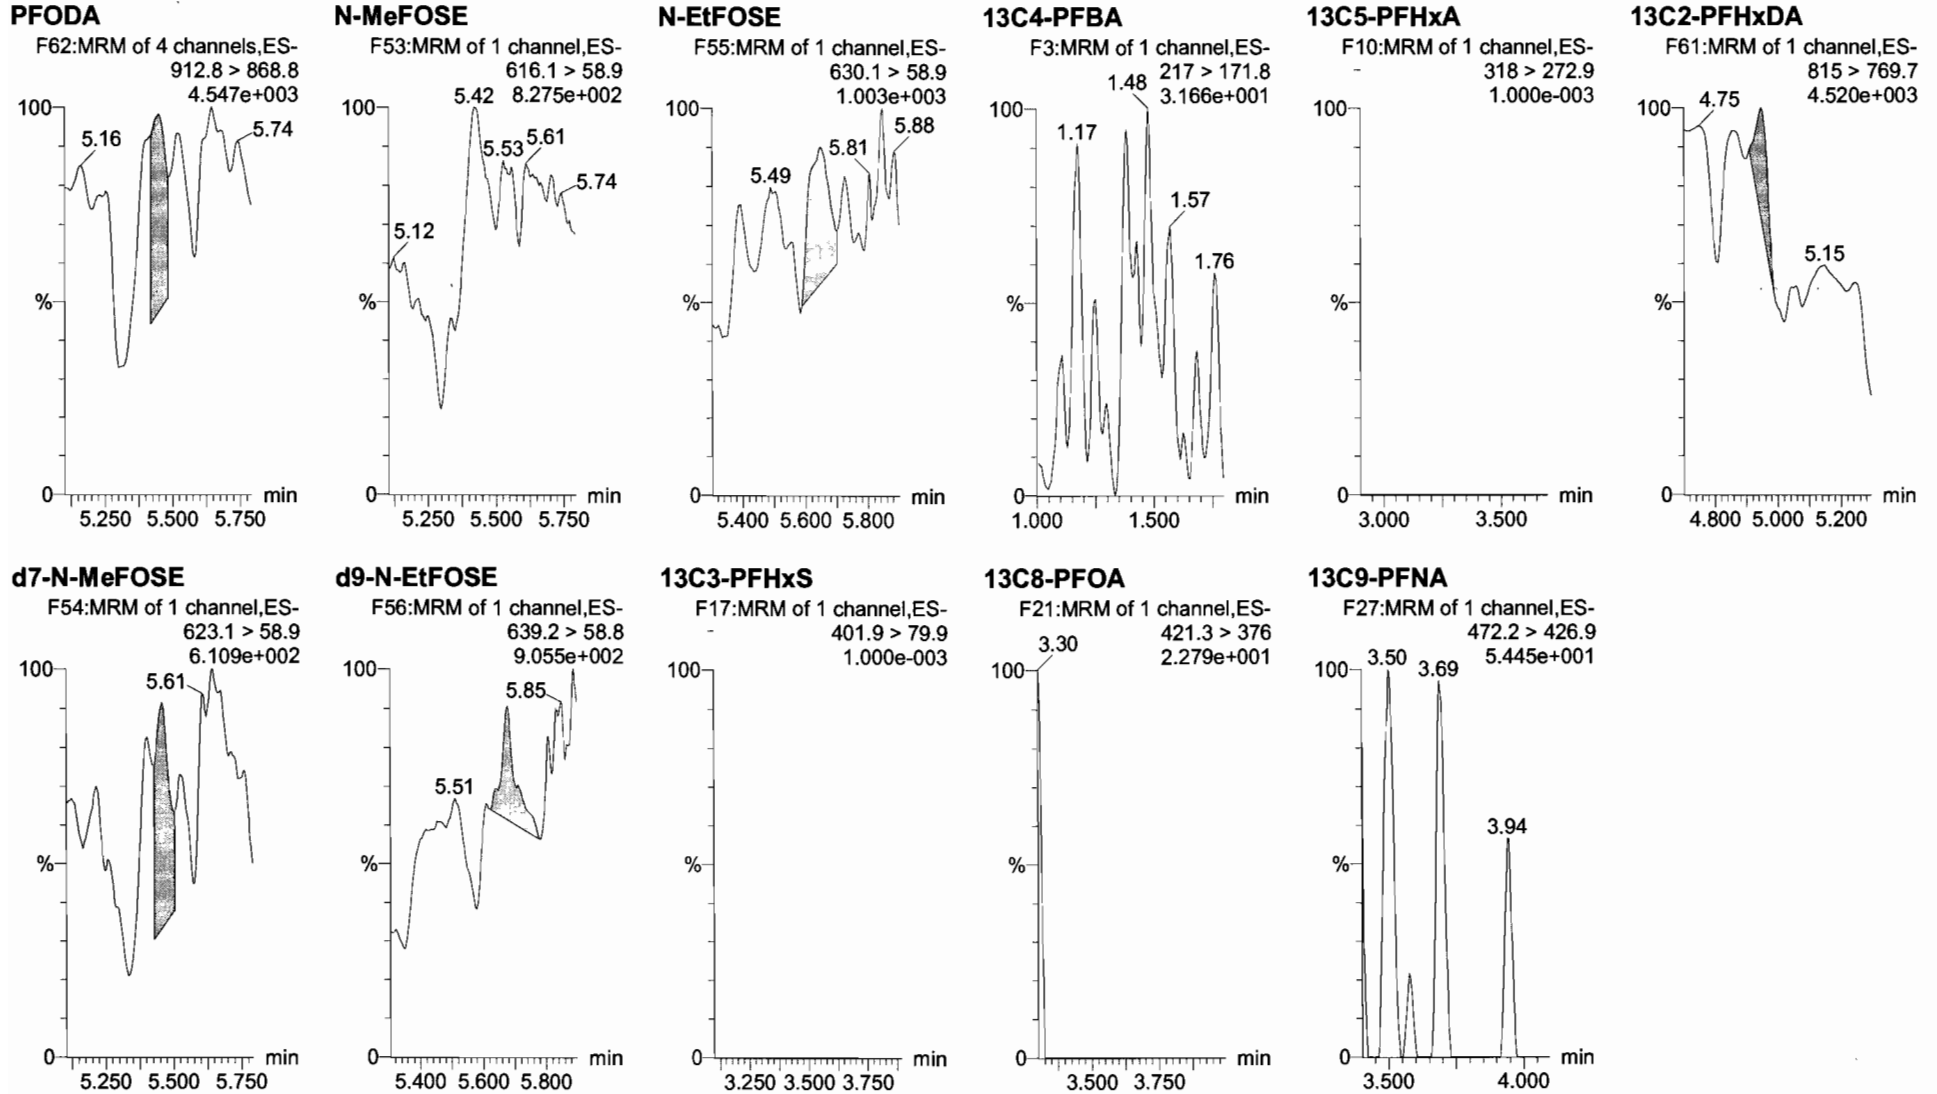 PFODA
F62:MRM of 4 channels,ES-
912.8 > 868.8
4.547e+003
100
5.16
5.74
%
0
min
5.250 5.500 5.750
N-MeFOSE
F53:MRM of 1 channel,ES-
616.1 > 58.9
8.275e+002
100
5.42
5.53
5.61
5.74
5.12
%
0
min
5.250 5.500 5.750
N-EtFOSE
F55:MRM of 1 channel,ES-
630.1 > 58.9
1.003e+003
100
5.88
5.81
5.49
%
0
min
5.400 5.600 5.800
13C4-PFBA
F3:MRM of 1 channel,ES-
217 > 171.8
3.166e+001
100
1.48
1.17
1.57
1.76
%
0
min
1.000 1.500
13C5-PFHxA
F10:MRM of 1 channel,ES-
318 > 272.9
1.000e-003
100
%
0
min
3.000 3.500
13C2-PFHxDA
F61:MRM of 1 channel,ES-
815 > 769.7
4.520e+003
100
4.75
5.15
%
0
min
4.800 5.000 5.200
d7-N-MeFOSE
F54:MRM of 1 channel,ES-
623.1 > 58.9
6.109e+002
100
5.61
%
0
min
5.250 5.500 5.750
d9-N-EtFOSE
F56:MRM of 1 channel,ES-
639.2 > 58.8
9.055e+002
100
5.85
5.51
%
0
min
5.400 5.600 5.800
13C3-PFHxS
F17:MRM of 1 channel,ES-
401.9 > 79.9
1.000e-003
100
%
0
min
3.250 3.500 3.750
13C8-PFOA
F21:MRM of 1 channel,ES-
421.3 > 376
2.279e+001
3.30
100
%
0
min
3.500 3.750
13C9-PFNA
F27:MRM of 1 channel,ES-
472.2 > 426.9
5.445e+001
100
3.50
3.69
3.94
%
0
min
3.500 4.000